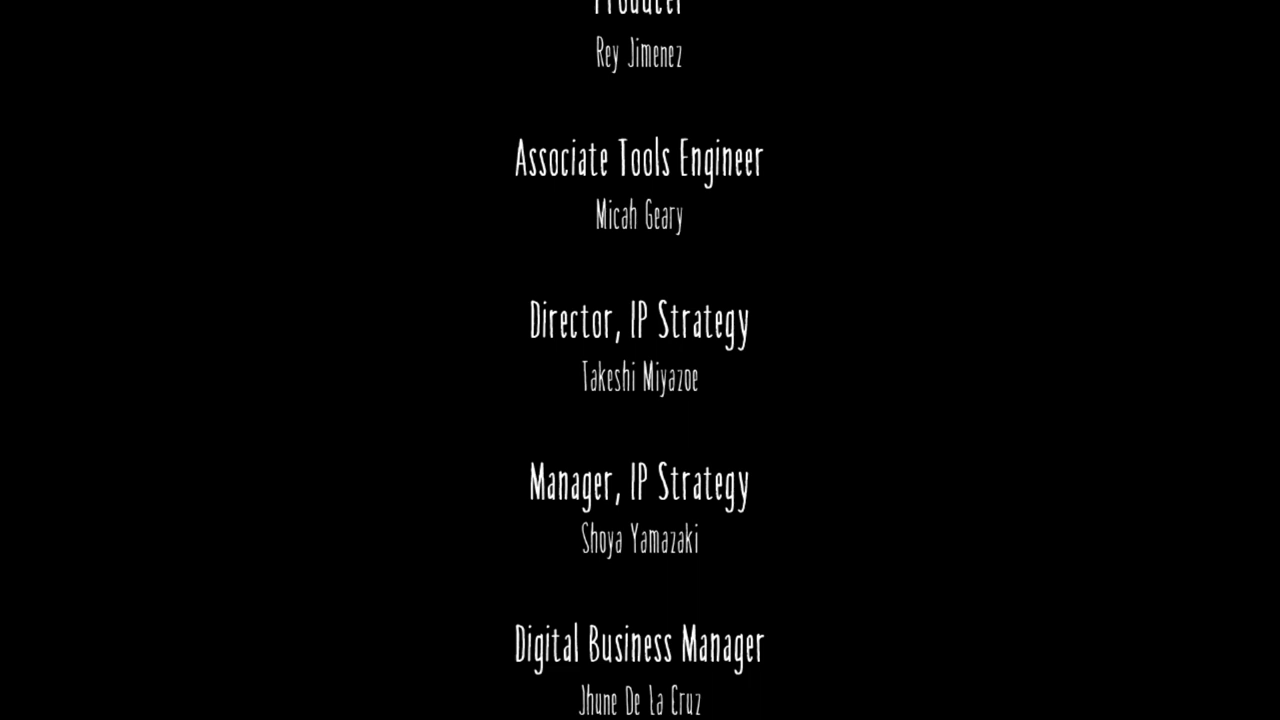 Producer
Rey Jimenez
Associate Tools Engineer
Micah Geary
Director, IP Strategy
Takeshi Miyazoe
Manager, IP Strategy
Shoya Yamazaki
Digital Business Manager
Jhune De La Cruz